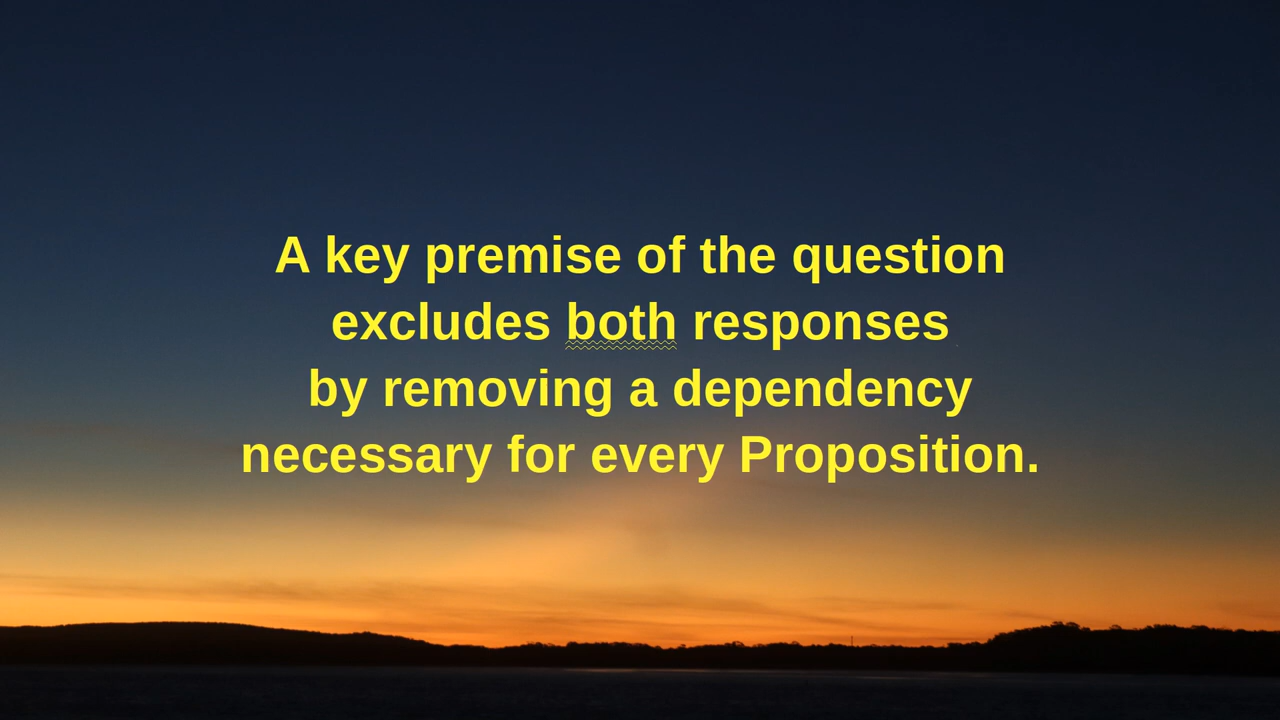 A key premise of the question
excludes both responses
by removing a dependency
necessary for every Proposition.